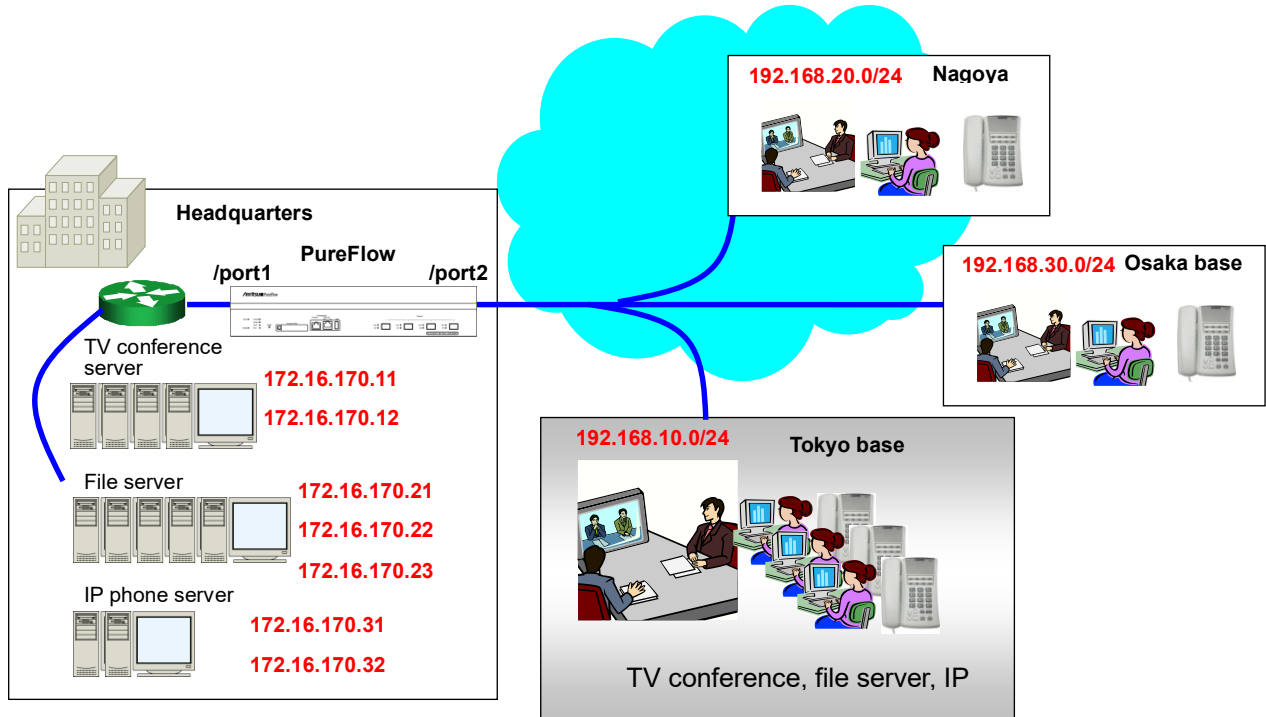 192.168.20.0/24 Nagoya
Headquarters
PureFlow
/port1
/port2
Anritsu PureFlow
192.168.30.0/24 Osaka base
TV conference
server
172.16.170.11
172.16.170.12
File server
172.16.170.21
172.16.170.22
172.16.170.23
IP phone server
172.16.170.31
172.16.170.32
192.168.10.0/24 Tokyo base
TV conference, file server, IP